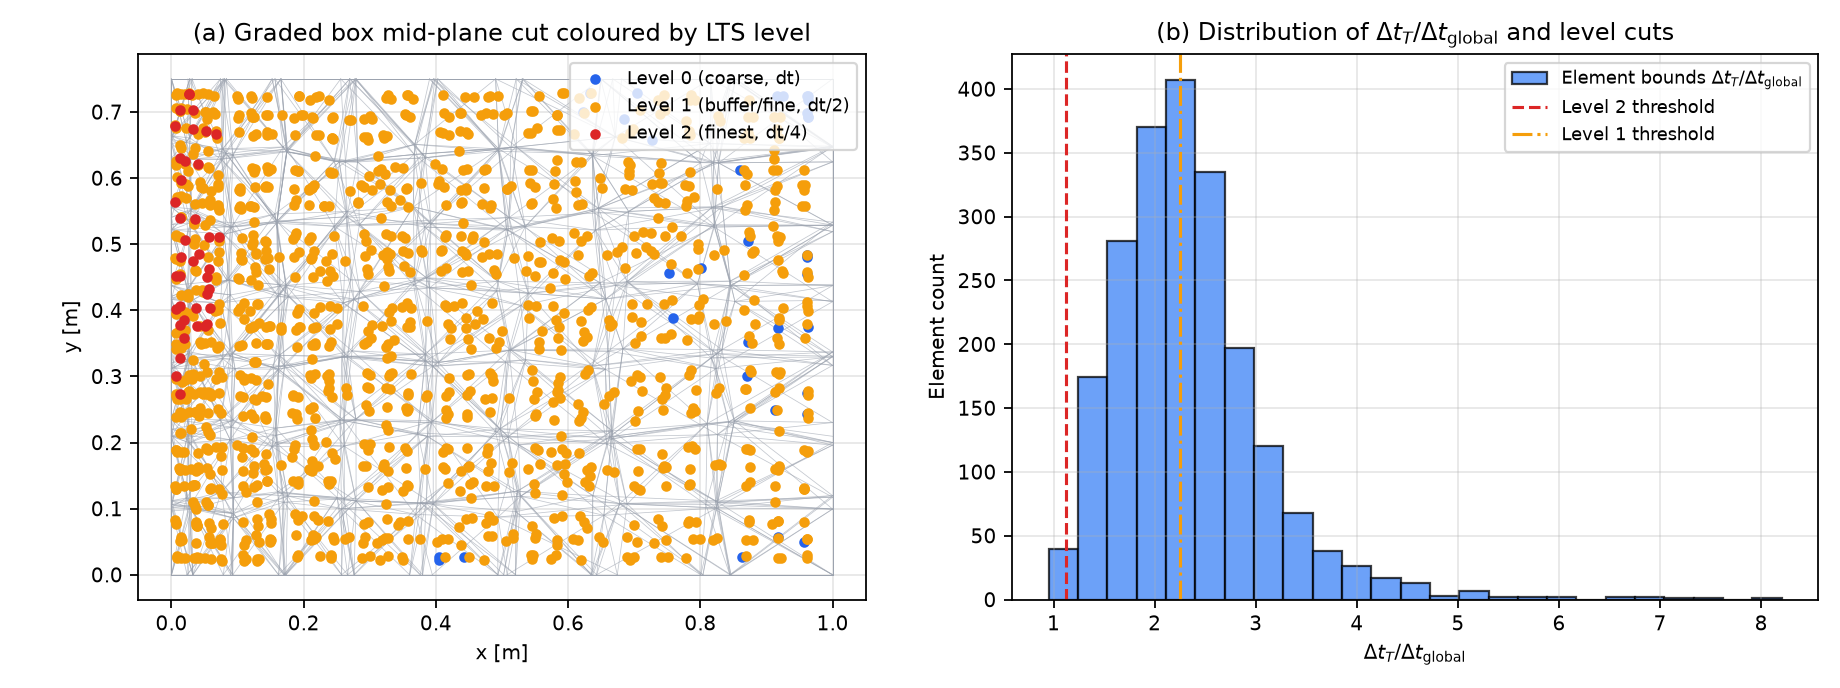 (a) Graded box mid-plane cut coloured by LTS level
Level 0 (coarse, dt)
Level 1 (buffer/fine, dt/2)
Level 2 (finest, dt/4)
0.7
0.6
0.5
0.4
0.3
0.2
0.1
0.0
y [m]
0.0 0.2 0.4 0.6 0.8 1.0
x [m]
(b) Distribution of Δt_T/Δt_global and level cuts
Element bounds Δt_T/Δt_global
Level 2 threshold
Level 1 threshold
400
350
300
250
200
150
100
50
0
Element count
1 2 3 4 5 6 7 8
Δt_T/Δt_global